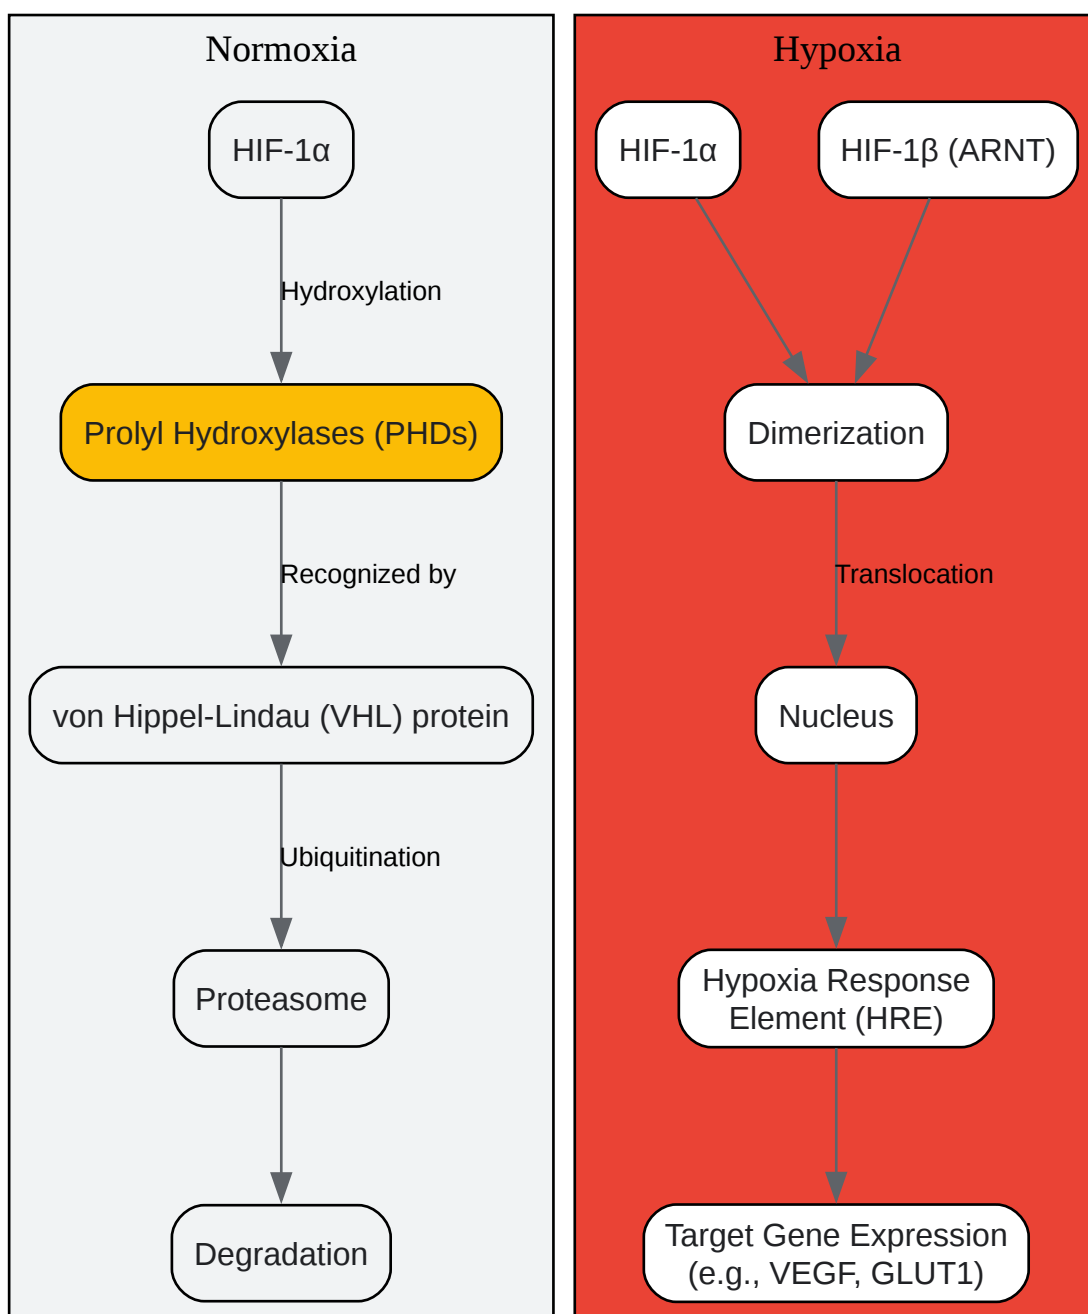 Normoxia
HIF-1α
Hydroxylation
Prolyl Hydroxylases (PHDs)
Recognized by
von Hippel-Lindau (VHL) protein
Ubiquitination
Proteasome
Degradation
Hypoxia
HIF-1α
HIF-1β (ARNT)
Dimerization
Translocation
Nucleus
Hypoxia Response
Element (HRE)
Target Gene Expression
(e.g., VEGF, GLUT1)